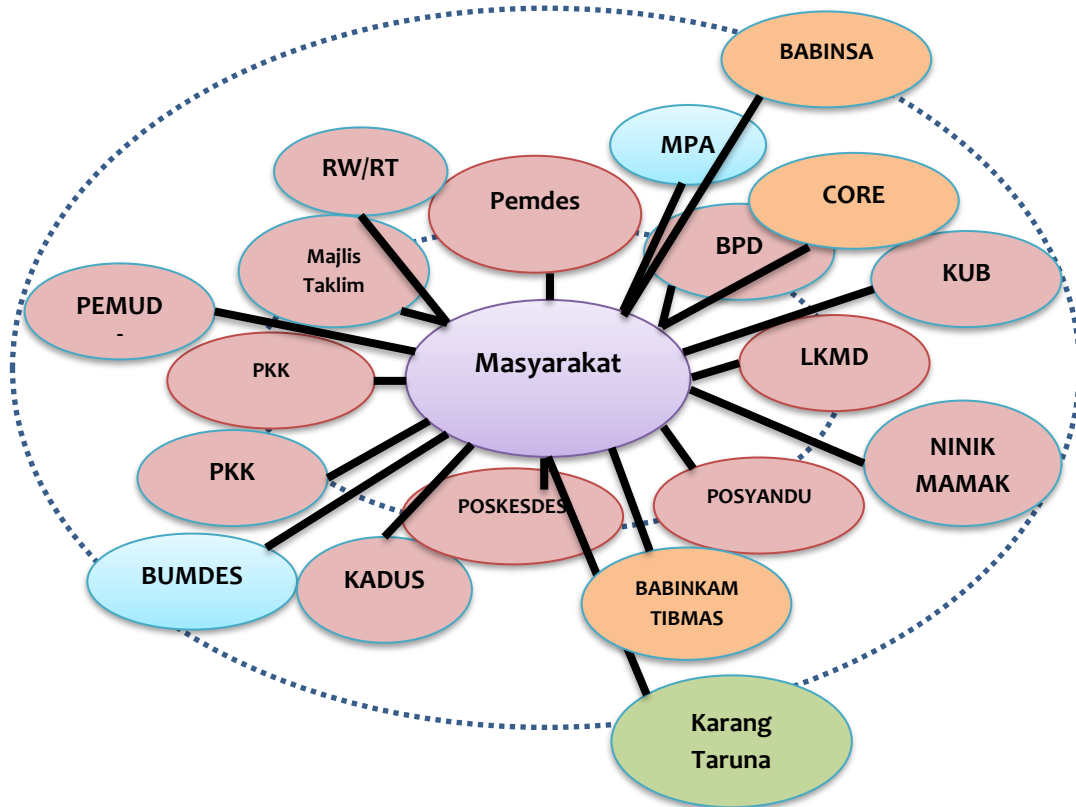 BABINSA
MPA
RW/RT
CORE
Pemdes
BPD
Majlis
Taklim
KUB
PEMUD
-
Masyarakat
LKMD
PKK
NINIK
MAMAK
PKK
POSYANDU
POSKESDES
BUMDES
KADUS
BABINKAM
TIBMAS
Karang
Taruna